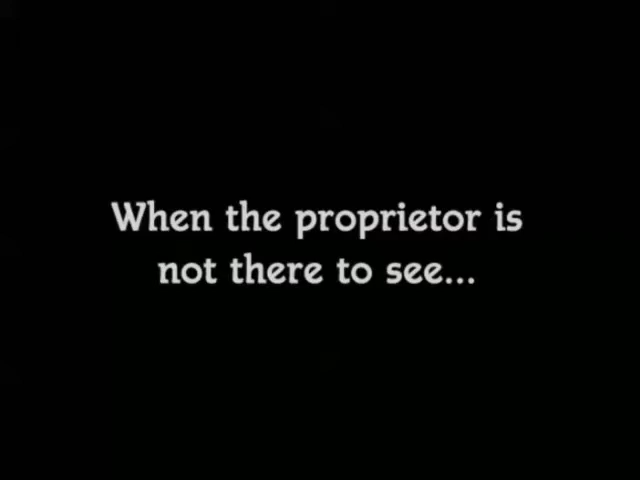 When the proprietor is
not there to see...